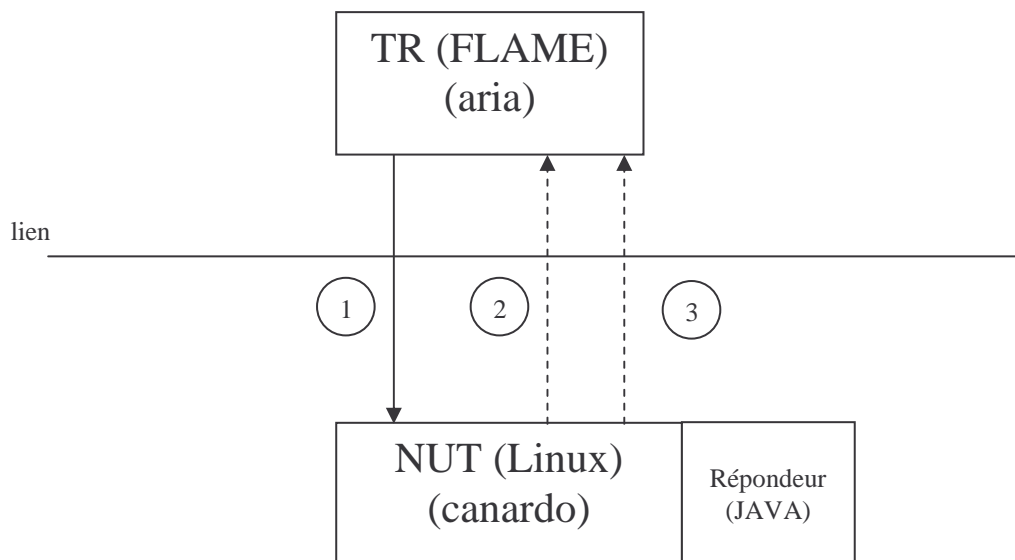 TR (FLAME)
(aria)
lien
1
2
3
NUT (Linux)
(canardo)
Répondeur
(JAVA)